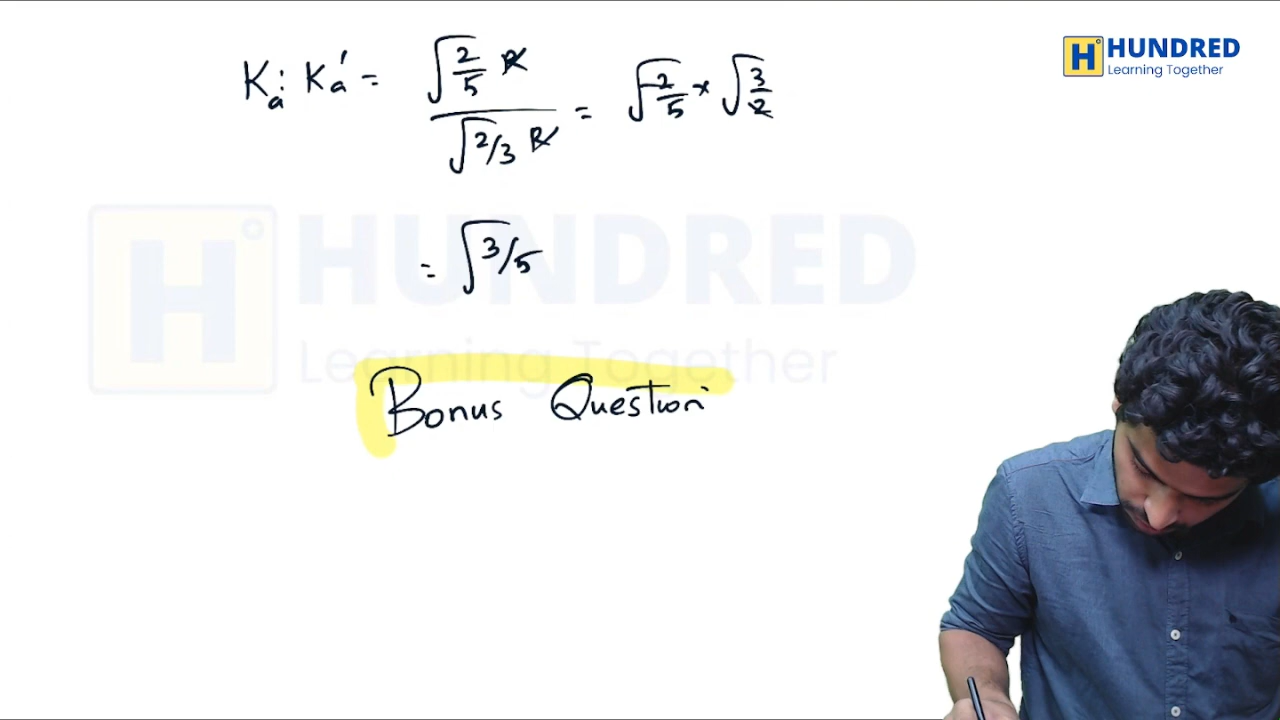 HUNDRED
Learning Together
Ka : Ka' = √(2/5) R / √(2/3) R = √(2/5) × √(3/2)
= √3/5
HUNDRED
Learning Together
Bonus Question